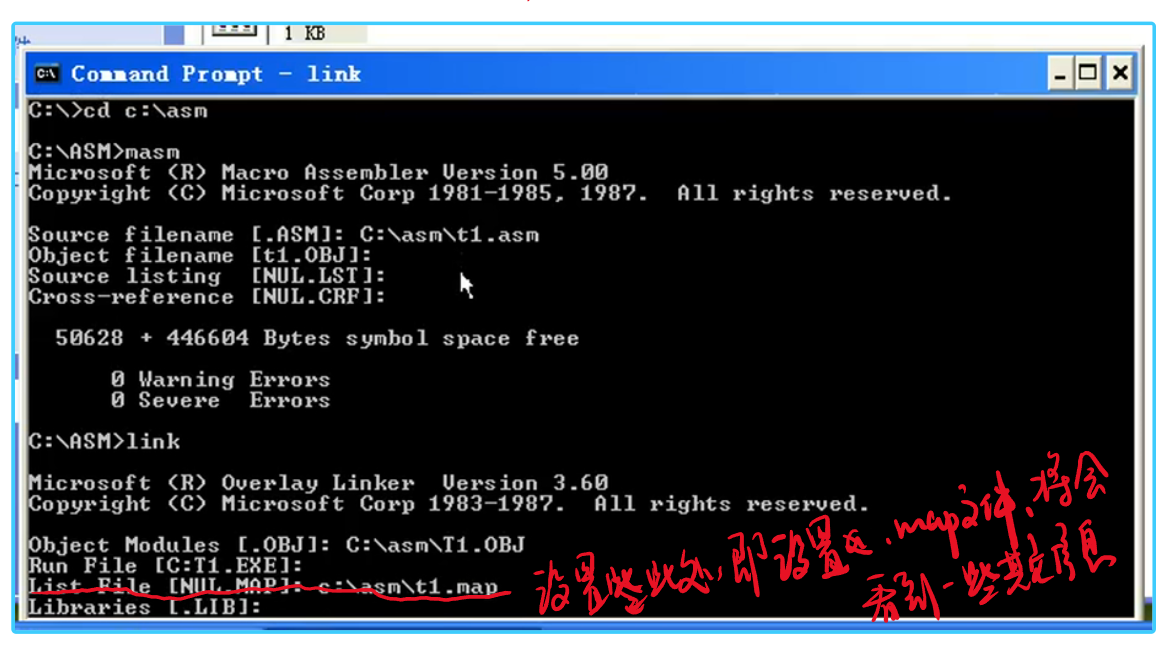 1 KB
Command Prompt - link
C:\>cd c:\asm
C:\ASM>masm
Microsoft (R) Macro Assembler Version 5.00
Copyright (C) Microsoft Corp 1981-1985, 1987.  All rights reserved.
Source filename [.ASM]: C:\asm\t1.asm
Object filename [t1.OBJ]:
Source listing  [NUL.LST]:
Cross-reference [NUL.CRF]:
50628 + 446604 Bytes symbol space free
0 Warning Errors
0 Severe  Errors
C:\ASM>link
Microsoft (R) Overlay Linker  Version 3.60
Copyright (C) Microsoft Corp 1983-1987.  All rights reserved.
Object Modules [.OBJ]: C:\asm\T1.OBJ
Run File [C:T1.EXE]:
List File [NUL.MAP]: c:\asm\t1.map
Libraries [.LIB]:
设置些此处,即设置 .map文件,将会
看到一些其它信息